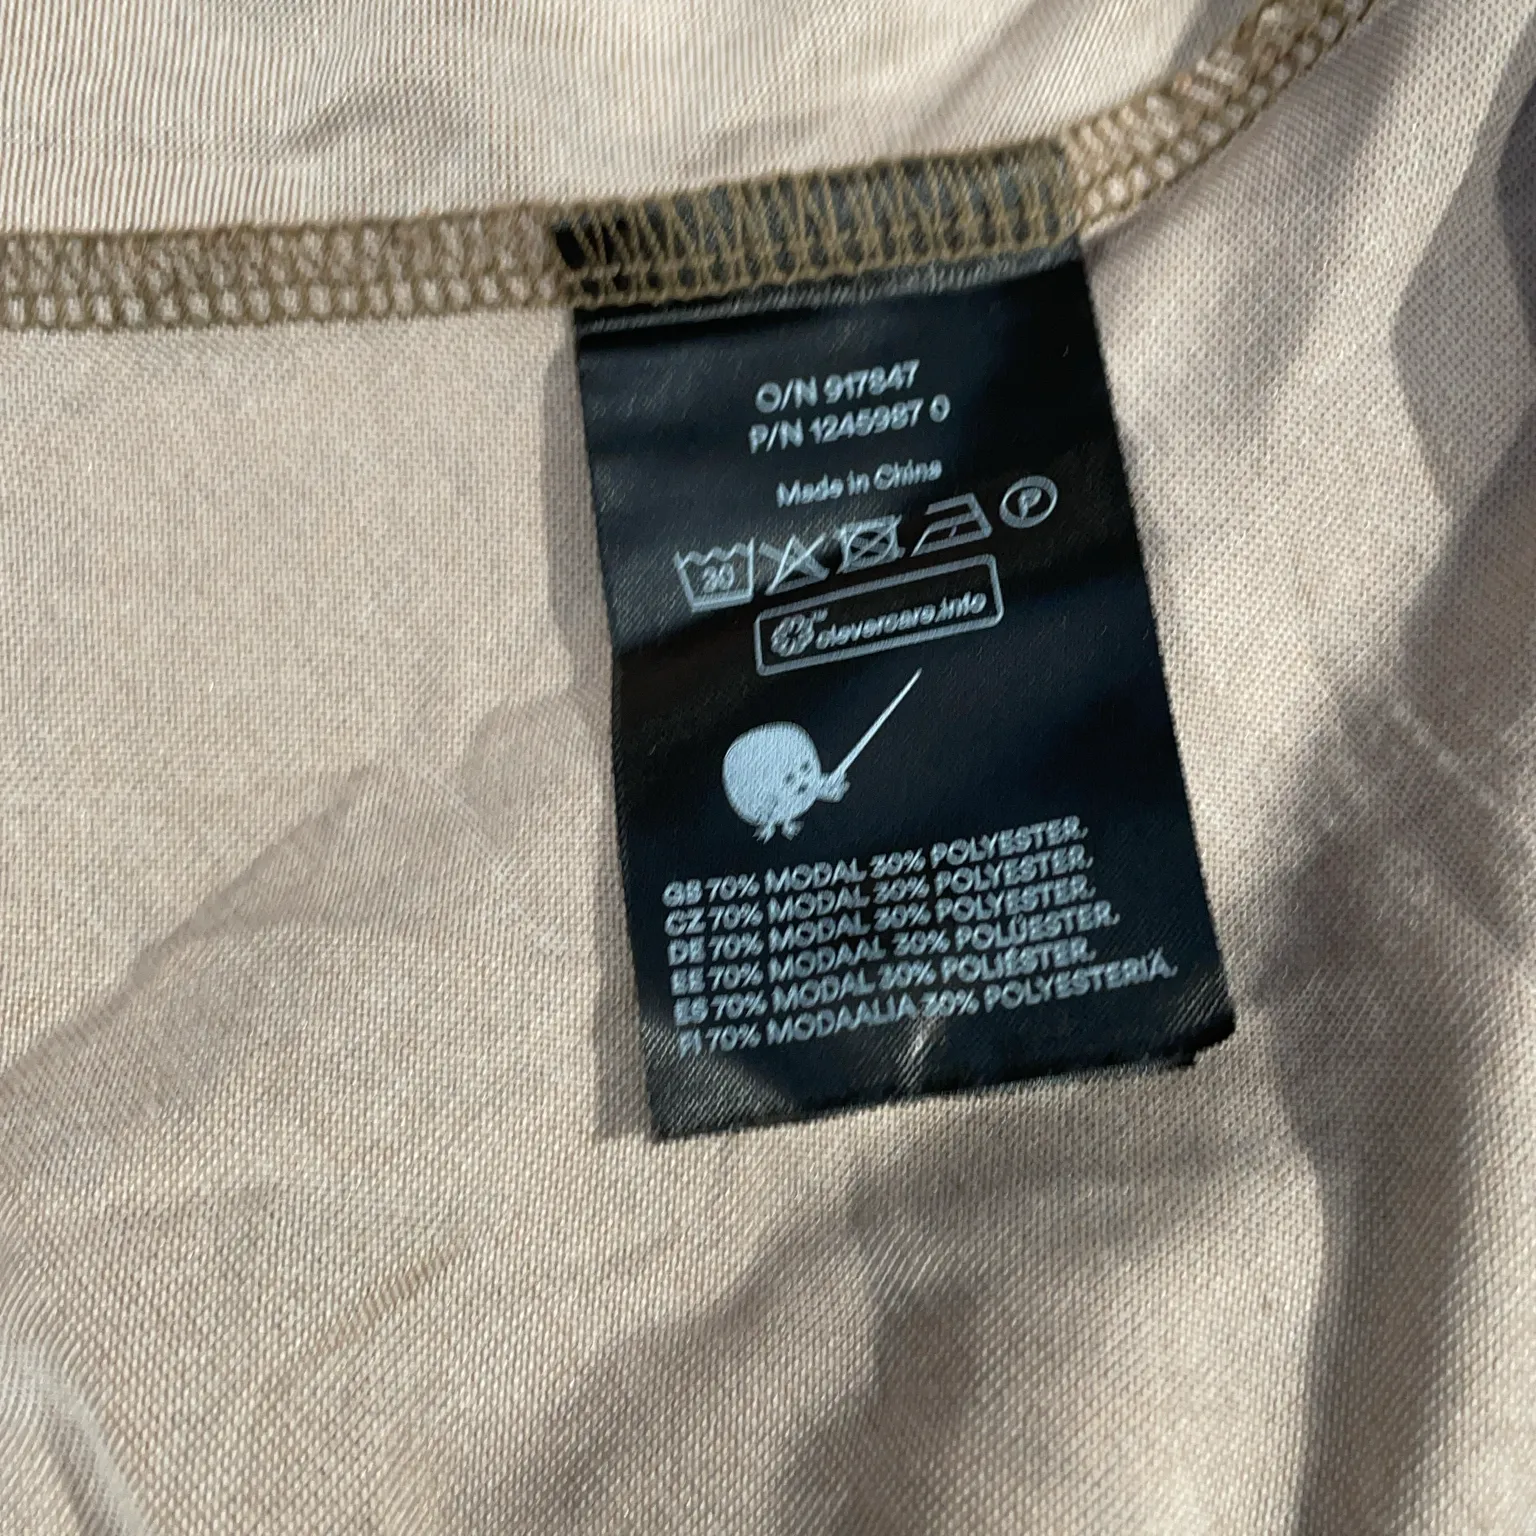 O/N 917847
P/N 1245987 0
Made in China
30
P
clevercare.info
GB 70% MODAL 30% POLYESTER.
CZ 70% MODAL 30% POLYESTER.
DE 70% MODAL 30% POLYESTER.
EE 70% MODAAL 30% POLÜESTER.
ES 70% MODAL 30% POLIÉSTER.
FI 70% MODAALIA 30% POLYESTERIÄ.